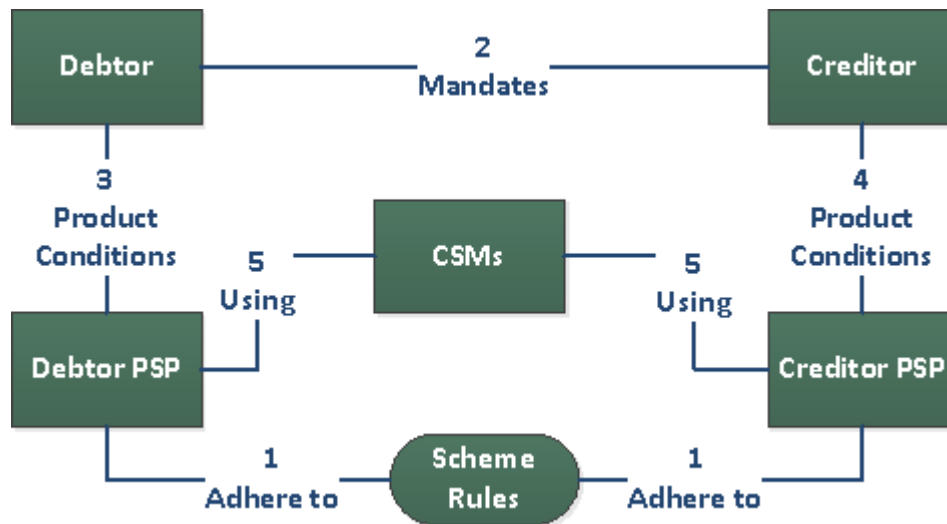 Debtor
2
Mandates
Creditor
3
Product
Conditions
5
Using
CSMs
5
Using
4
Product
Conditions
Debtor PSP
Creditor PSP
1
Adhere to
Scheme
Rules
1
Adhere to